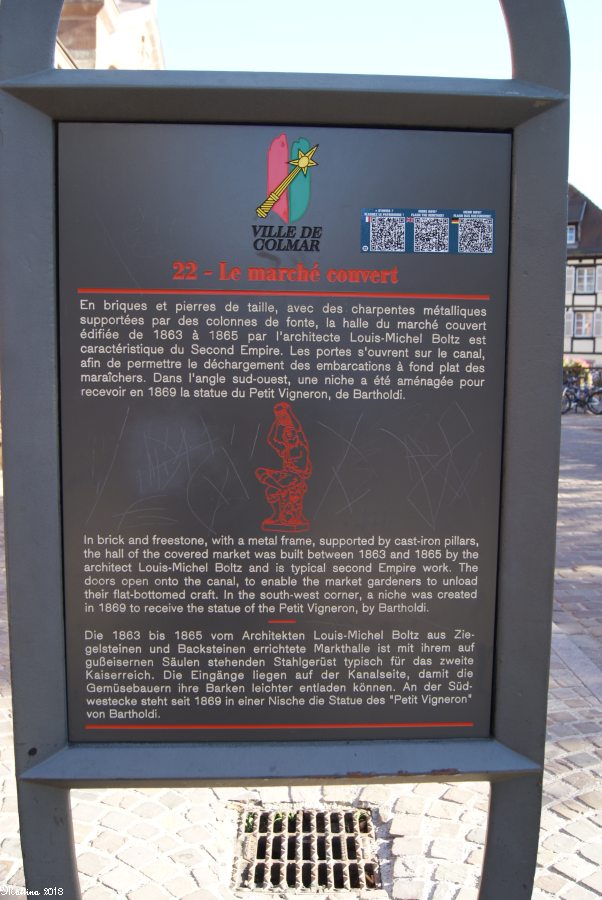 VILLE DE
COLMAR
22 - Le marché couvert
En briques et pierres de taille, avec des charpentes métalliques
supportées par des colonnes de fonte, la halle du marché couvert
édifiée de 1863 à 1865 par l'architecte Louis-Michel Boltz est
caractéristique du Second Empire. Les portes s'ouvrent sur le canal,
afin de permettre le déchargement des embarcations à fond plat des
maraîchers. Dans l'angle sud-ouest, une niche a été aménagée pour
recevoir en 1869 la statue du Petit Vigneron, de Bartholdi.
In brick and freestone, with a metal frame, supported by cast-iron pillars,
the hall of the covered market was built between 1863 and 1865 by the
architect Louis-Michel Boltz and is typical second Empire work. The
doors open onto the canal, to enable the market gardeners to unload
their flat-bottomed craft. In the south-west corner, a niche was created
in 1869 to receive the statue of the Petit Vigneron, by Bartholdi.
Die 1863 bis 1865 vom Architekten Louis-Michel Boltz aus Zie-
gelsteinen und Backsteinen errichtete Markthalle ist mit ihrem auf
gußeisernen Säulen stehenden Stahlgerüst typisch für das zweite
Kaiserreich. Die Eingänge liegen auf der Kanalseite, damit die
Gemüsebauern ihre Barken leichter entladen können. An der Süd-
westecke steht seit 1869 in einer Nische die Statue des "Petit Vigneron"
von Bartholdi.
2018